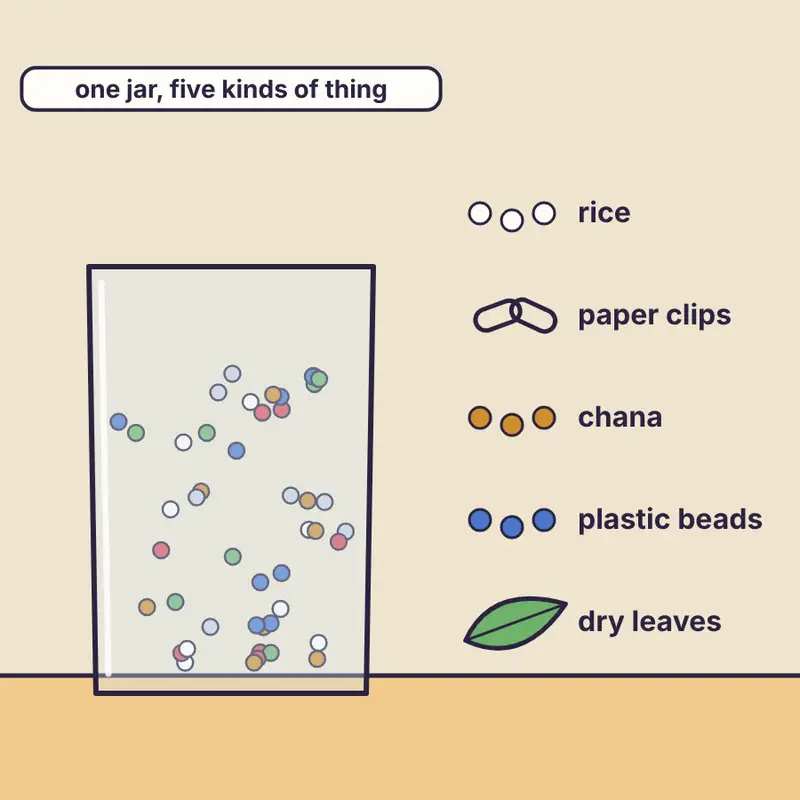 one jar, five kinds of thing
rice
paper clips
chana
plastic beads
dry leaves